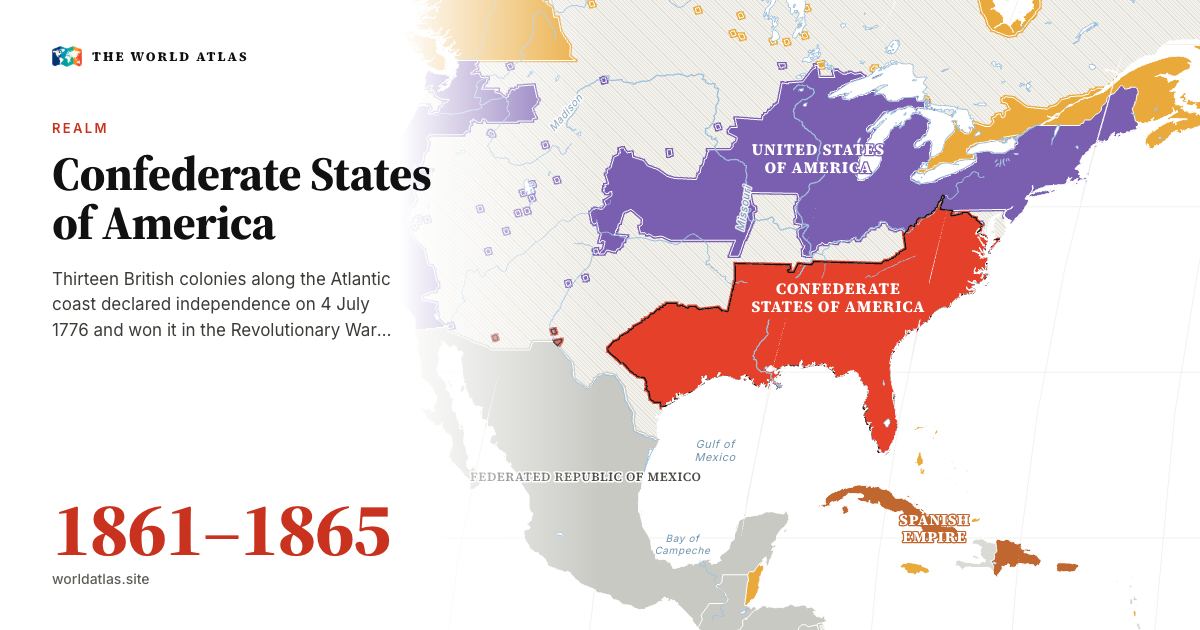 THE WORLD ATLAS
REALM
Confederate States
of America
Thirteen British colonies along the Atlantic
coast declared independence on 4 July
1776 and won it in the Revolutionary War...
1861–1865
worldatlas.site
Madison
UNITED STATES
OF AMERICA
Missouri
CONFEDERATE
STATES OF AMERICA
Gulf of
Mexico
FEDERATED REPUBLIC OF MEXICO
SPANISH
EMPIRE
Bay of
Campeche